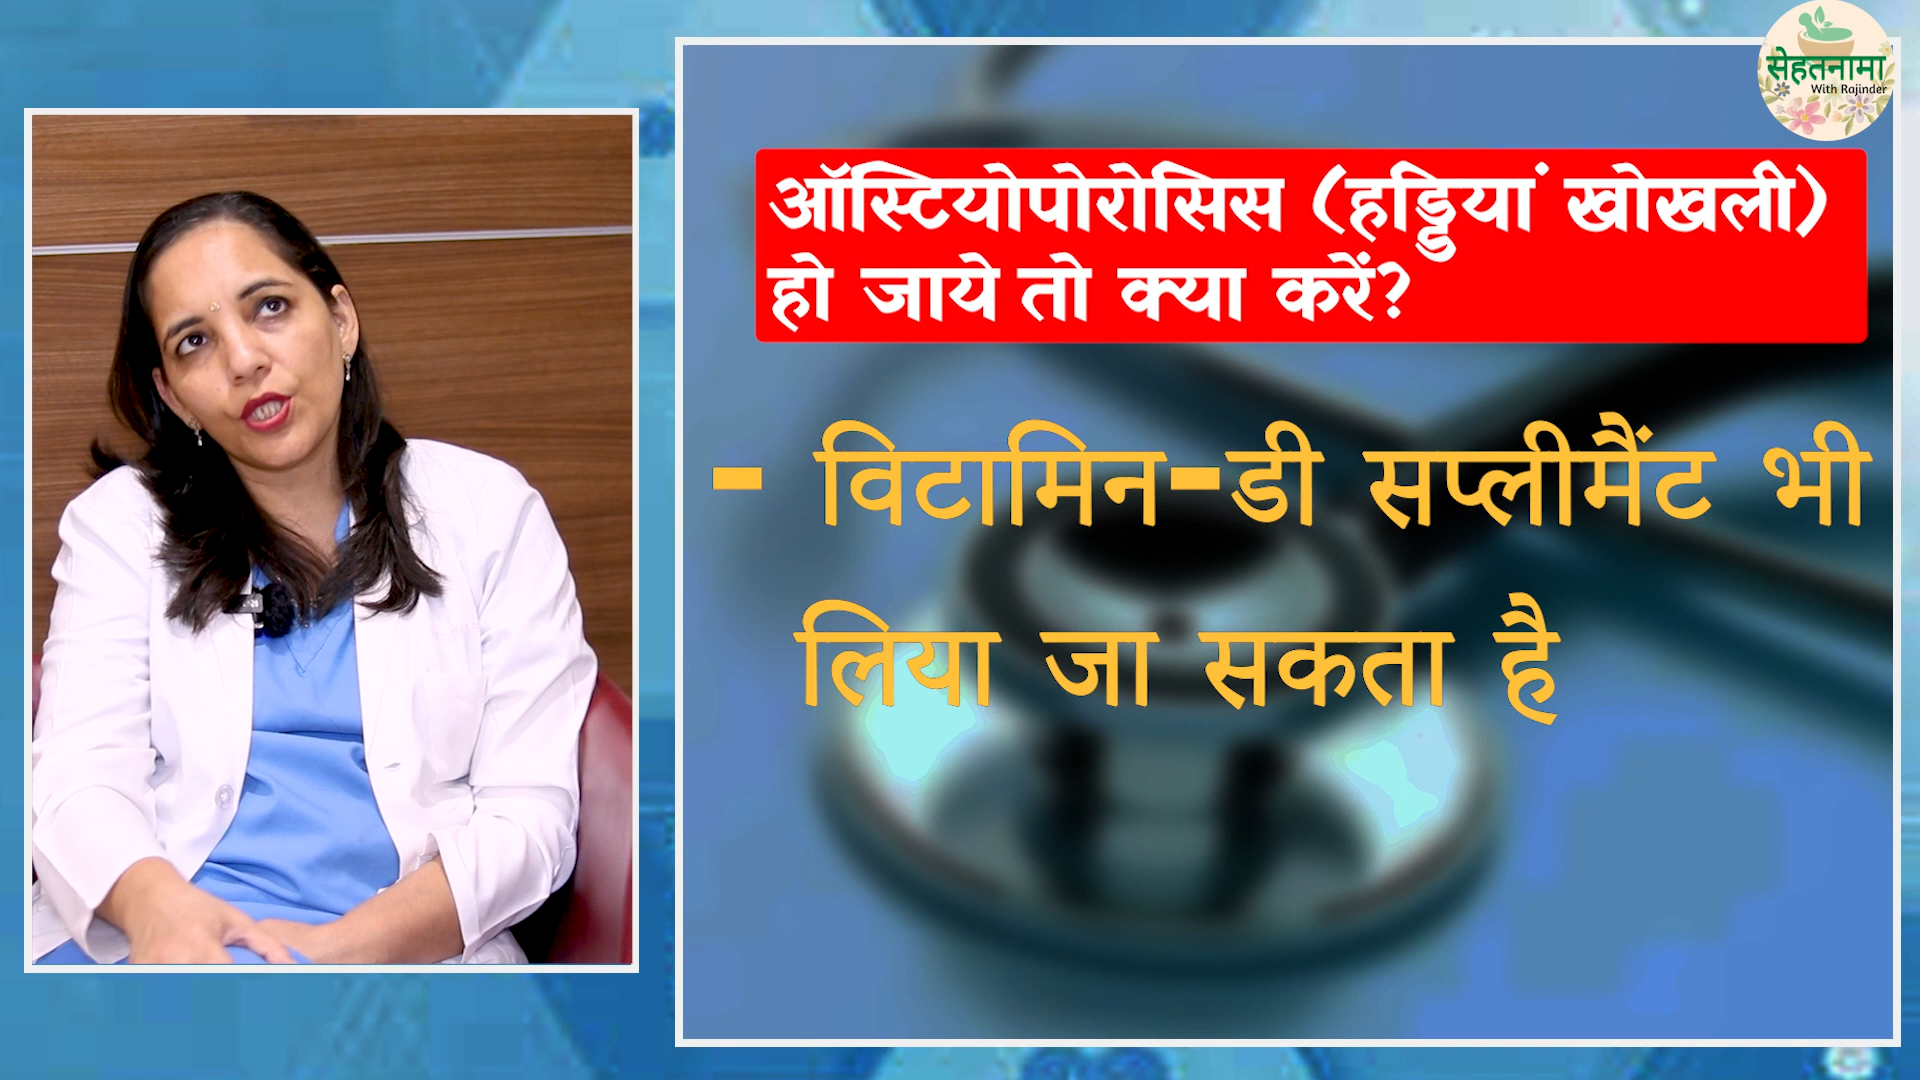 सेहतनामा
With Rajinder
ऑस्टियोपोरोसिस (हड्डियां खोखली)
हो जाये तो क्या करें?
- विटामिन-डी सप्लीमैंट भी
लिया जा सकता है